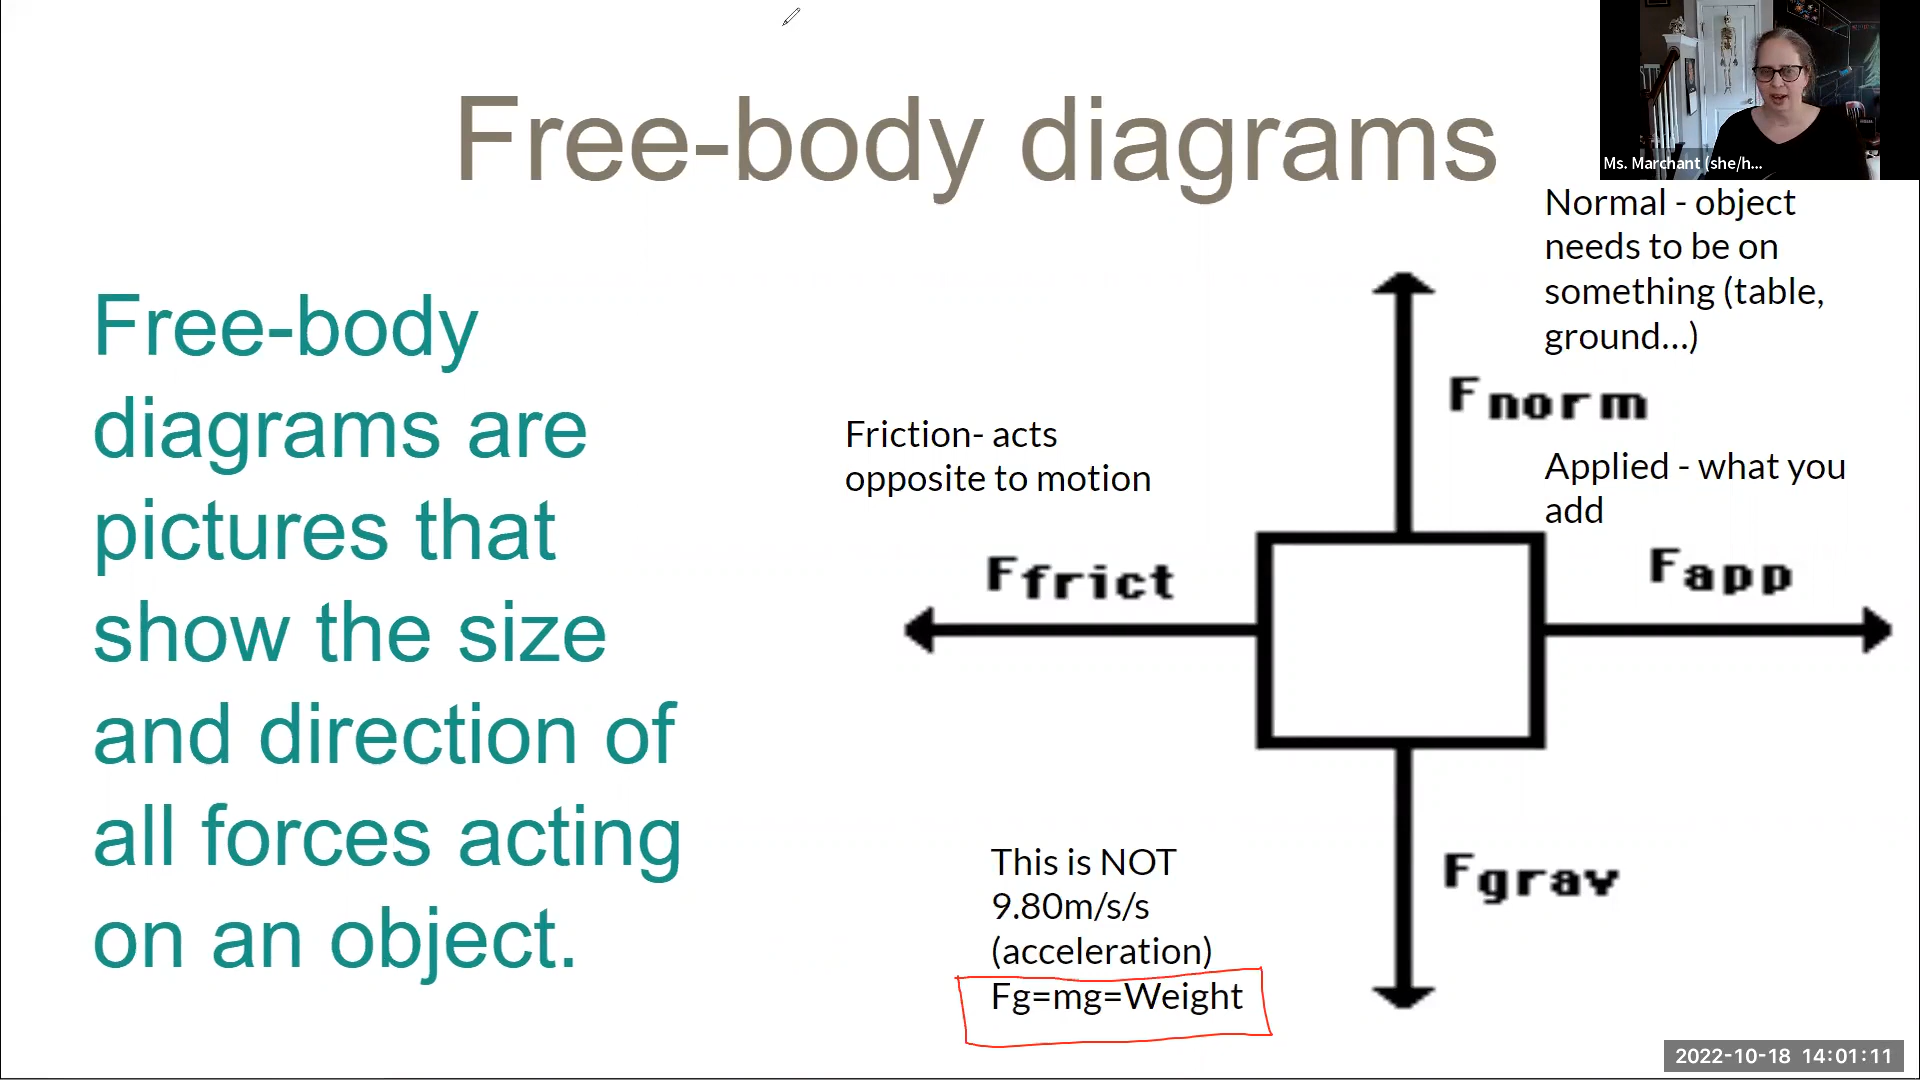 Free-body diagrams
Ms. Marchant (she/h...
Free-body
diagrams are
pictures that
show the size
and direction of
all forces acting
on an object.
Normal - object
needs to be on
something (table,
ground...)
Fnorm
Friction- acts
opposite to motion
Applied - what you
add
Ffrict
Fapp
This is NOT
9.80m/s/s
(acceleration)
Fg=mg=Weight
Fgrav
2022-10-18 14:01:11